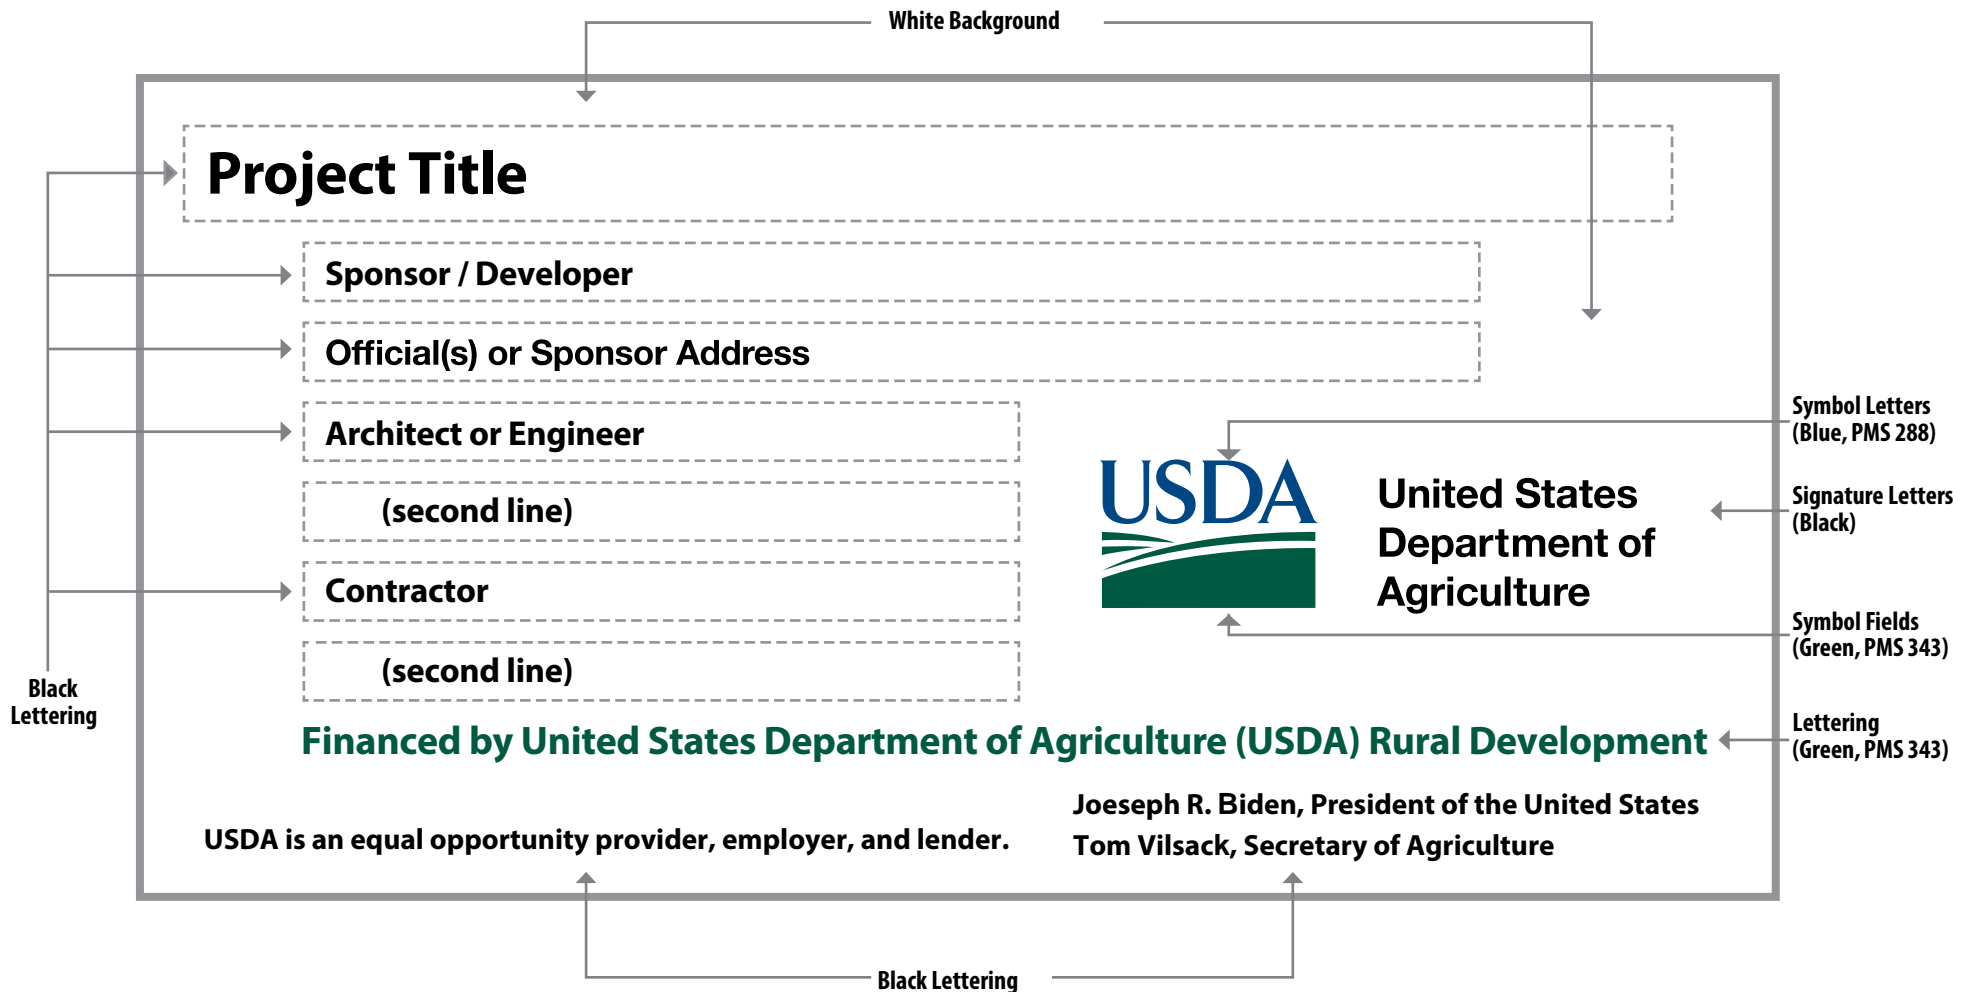 White Background
Project Title
Sponsor / Developer
Official(s) or Sponsor Address
Architect or Engineer
(second line)
Contractor
(second line)
Black
Lettering
USDA
United States
Department of
Agriculture
Symbol Letters
(Blue, PMS 288)
Signature Letters
(Black)
Symbol Fields
(Green, PMS 343)
Financed by United States Department of Agriculture (USDA) Rural Development
Lettering
(Green, PMS 343)
USDA is an equal opportunity provider, employer, and lender.
Joeseph R. Biden, President of the United States
Tom Vilsack, Secretary of Agriculture
Black Lettering